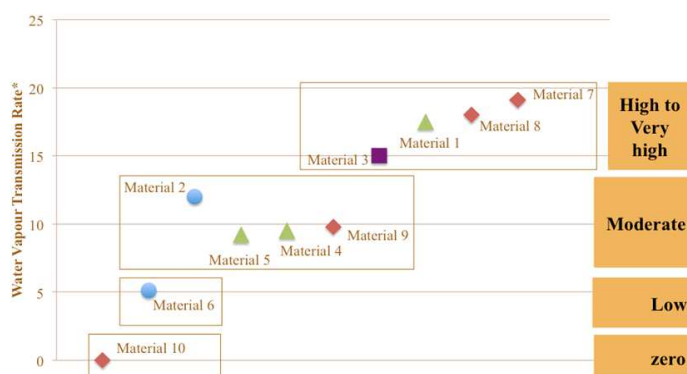 Water Vapour Transmission Rate*
25
20
15
10
5
0
Material 7
Material 8
Material 1
Material 3
Material 2
Material 9
Material 4
Material 5
Material 6
Material 10
High to
Very
high
Moderate
Low
zero